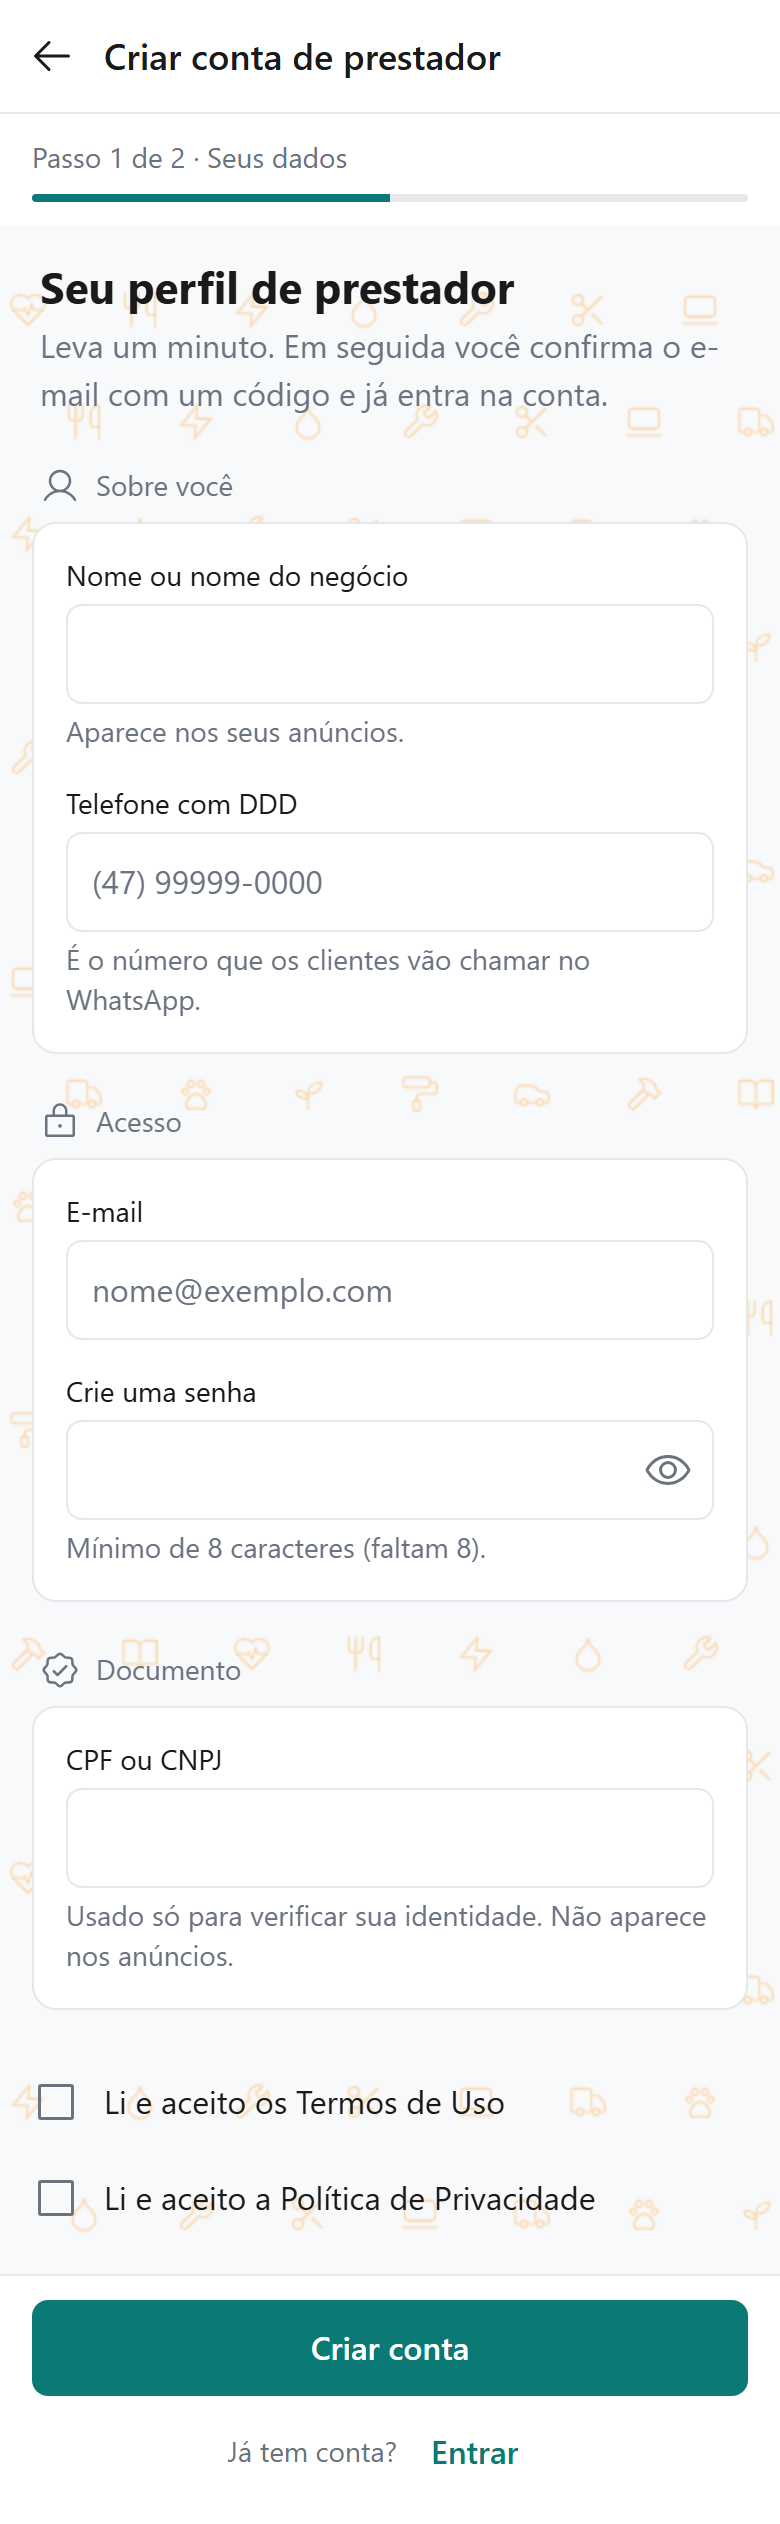 Criar conta de prestador
Passo 1 de 2 · Seus dados
Seu perfil de prestador
Leva um minuto. Em seguida você confirma o e-
mail com um código e já entra na conta.
Sobre você
Nome ou nome do negócio
Aparece nos seus anúncios.
Telefone com DDD
(47) 99999-0000
É o número que os clientes vão chamar no
WhatsApp.
Acesso
E-mail
nome@exemplo.com
Crie uma senha
Mínimo de 8 caracteres (faltam 8).
Documento
CPF ou CNPJ
Usado só para verificar sua identidade. Não aparece
nos anúncios.
Li e aceito os Termos de Uso
Li e aceito a Política de Privacidade
Criar conta
Já tem conta? Entrar